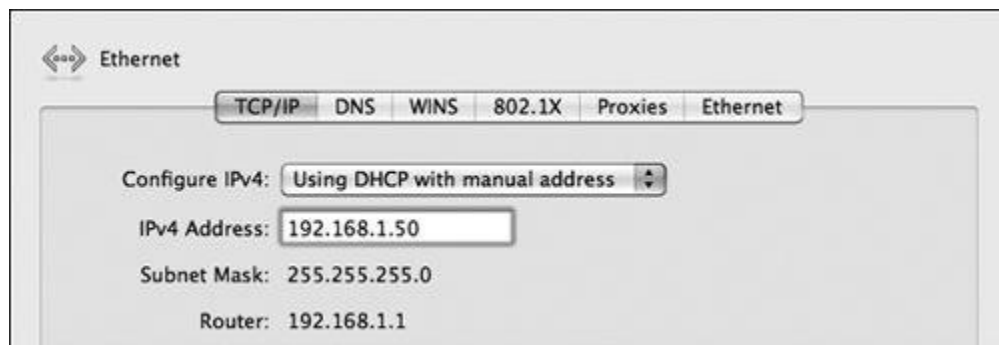 Ethernet
TCP/IP DNS WINS 802.1X Proxies Ethernet
Configure IPv4: Using DHCP with manual address
IPv4 Address: 192.168.1.50
Subnet Mask: 255.255.255.0
Router: 192.168.1.1